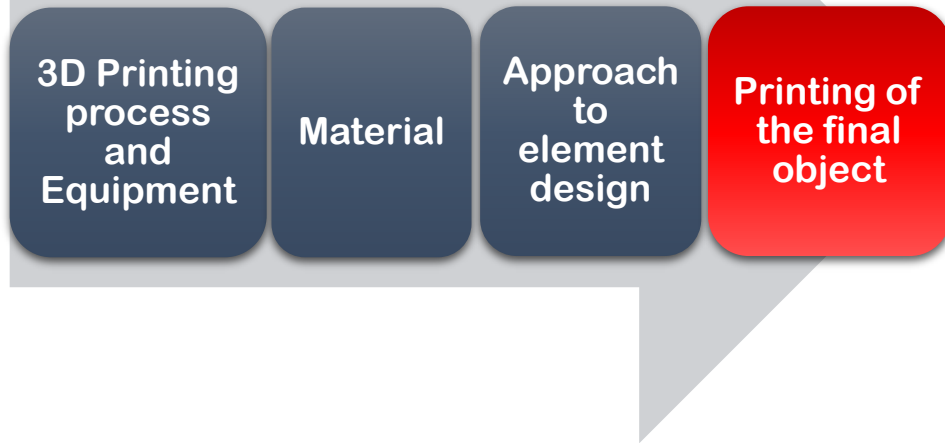 3D Printing
process
and
Equipment
Material
Approach
to
element
design
Printing of
the final
object